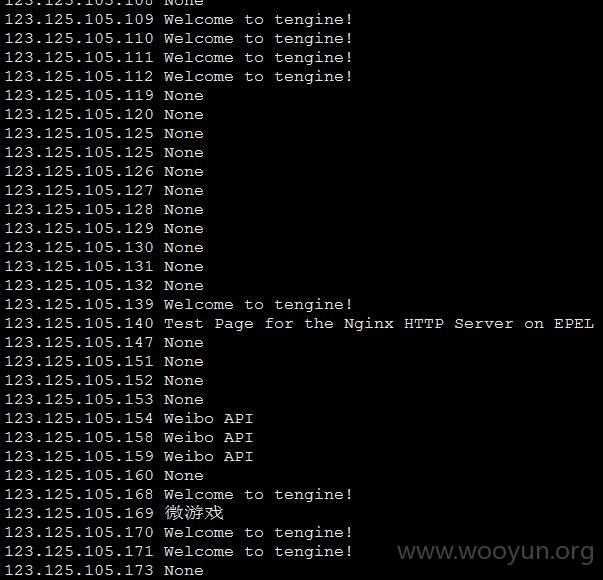 123.125.105.108 None
123.125.105.109 Welcome to tengine!
123.125.105.110 Welcome to tengine!
123.125.105.111 Welcome to tengine!
123.125.105.112 Welcome to tengine!
123.125.105.119 None
123.125.105.120 None
123.125.105.125 None
123.125.105.125 None
123.125.105.126 None
123.125.105.127 None
123.125.105.128 None
123.125.105.129 None
123.125.105.130 None
123.125.105.131 None
123.125.105.132 None
123.125.105.139 Welcome to tengine!
123.125.105.140 Test Page for the Nginx HTTP Server on EPEL
123.125.105.147 None
123.125.105.151 None
123.125.105.152 None
123.125.105.153 None
123.125.105.154 Weibo API
123.125.105.158 Weibo API
123.125.105.159 Weibo API
123.125.105.160 None
123.125.105.168 Welcome to tengine!
123.125.105.169 微游戏
123.125.105.170 Welcome to tengine!
123.125.105.171 Welcome to tengine!
123.125.105.173 None
www.wooyun.org